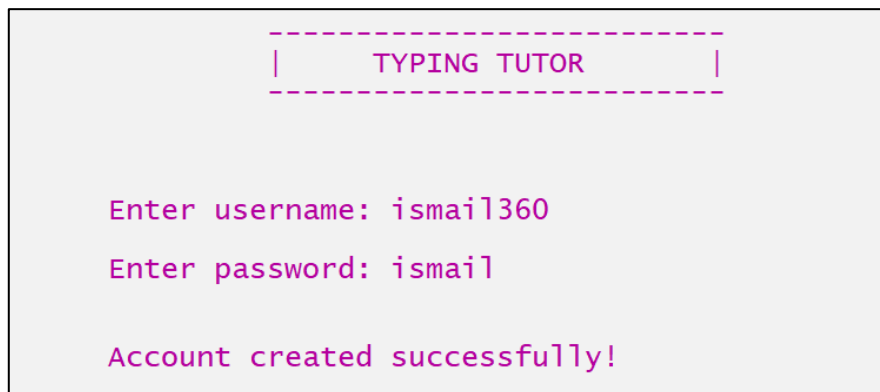 --------------------------
|     TYPING TUTOR       |
--------------------------
Enter username: ismail360
Enter password: ismail
Account created successfully!